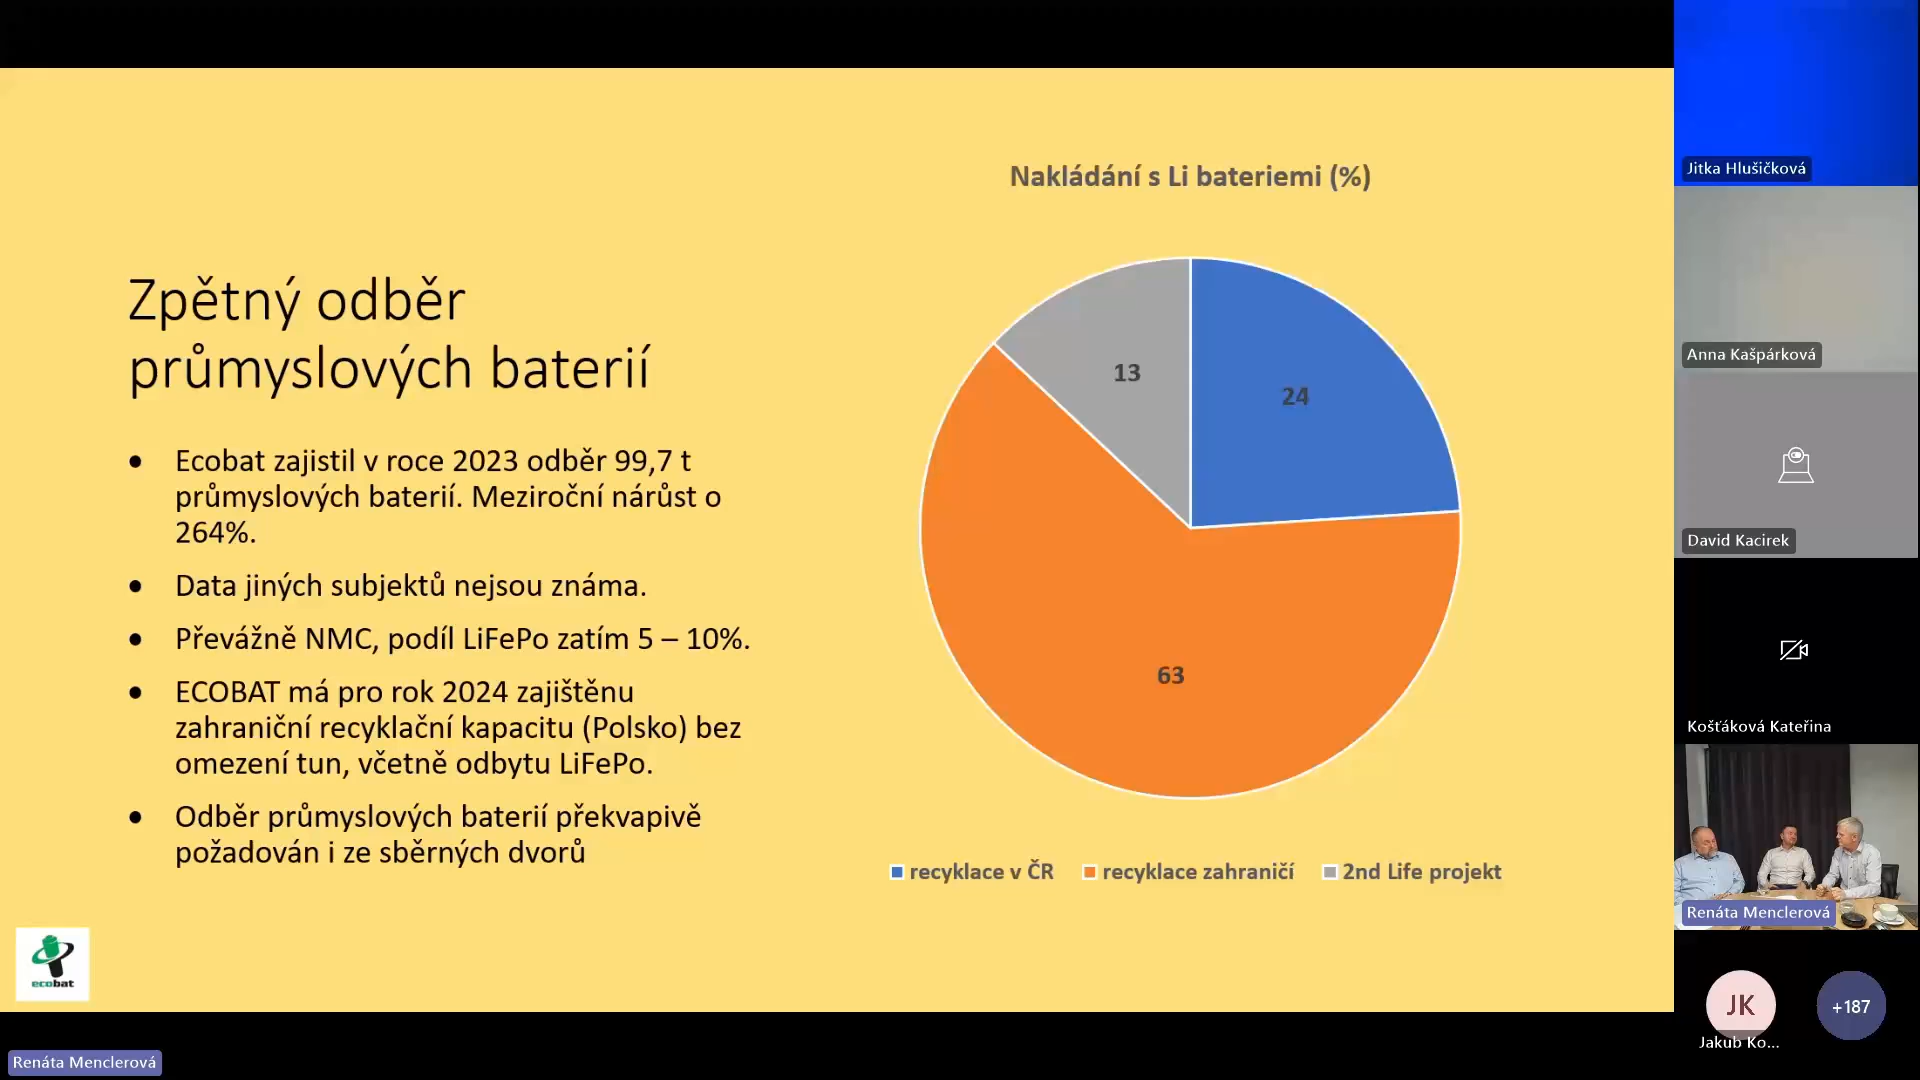 Zpětný odběr
průmyslových baterií
• Ecobat zajistil v roce 2023 odběr 99,7 t
průmyslových baterií. Meziroční nárůst o
264%.
• Data jiných subjektů nejsou známa.
• Převážně NMC, podíl LiFePo zatím 5 – 10%.
• ECOBAT má pro rok 2024 zajištěnu
zahraniční recyklační kapacitu (Polsko) bez
omezení tun, včetně odbytu LiFePo.
• Odběr průmyslových baterií překvapivě
požadován i ze sběrných dvorů
ecobat
Nakládání s Li bateriemi (%)
13
24
63
recyklace v ČR
recyklace zahraničí
2nd Life projekt
Jitka Hlušičková
Anna Kašpárková
David Kacirek
Košťáková Kateřina
Renáta Menclerová
JK
Jakub Ko...
+187
Renáta Menclerová